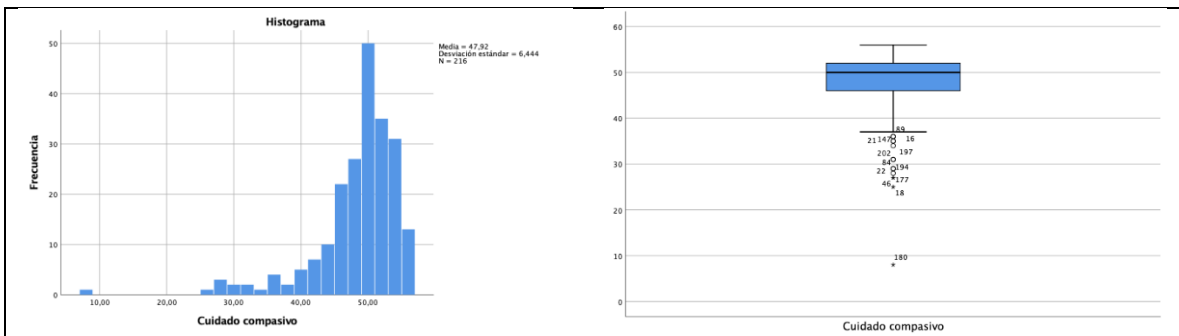 Histograma
Media = 47,92
Desviación estándar = 6,444
N = 216
Frecuencia
50
40
30
20
10
0
10,00 20,00 30,00 40,00 50,00
Cuidado compasivo
60
50
40
30
20
10
0
89
21 147 16
202 197
84 194
22 177
46 18
180
Cuidado compasivo